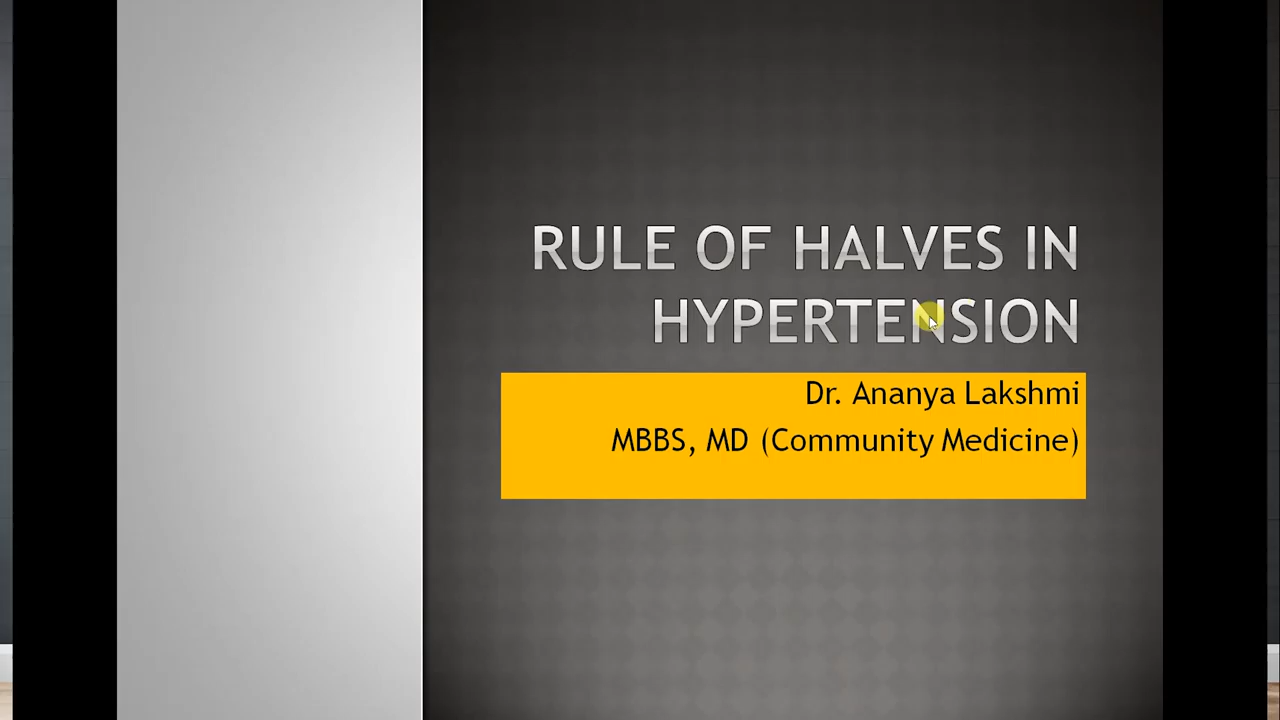 RULE OF HALVES IN
HYPERTENSION
Dr. Ananya Lakshmi
MBBS, MD (Community Medicine)